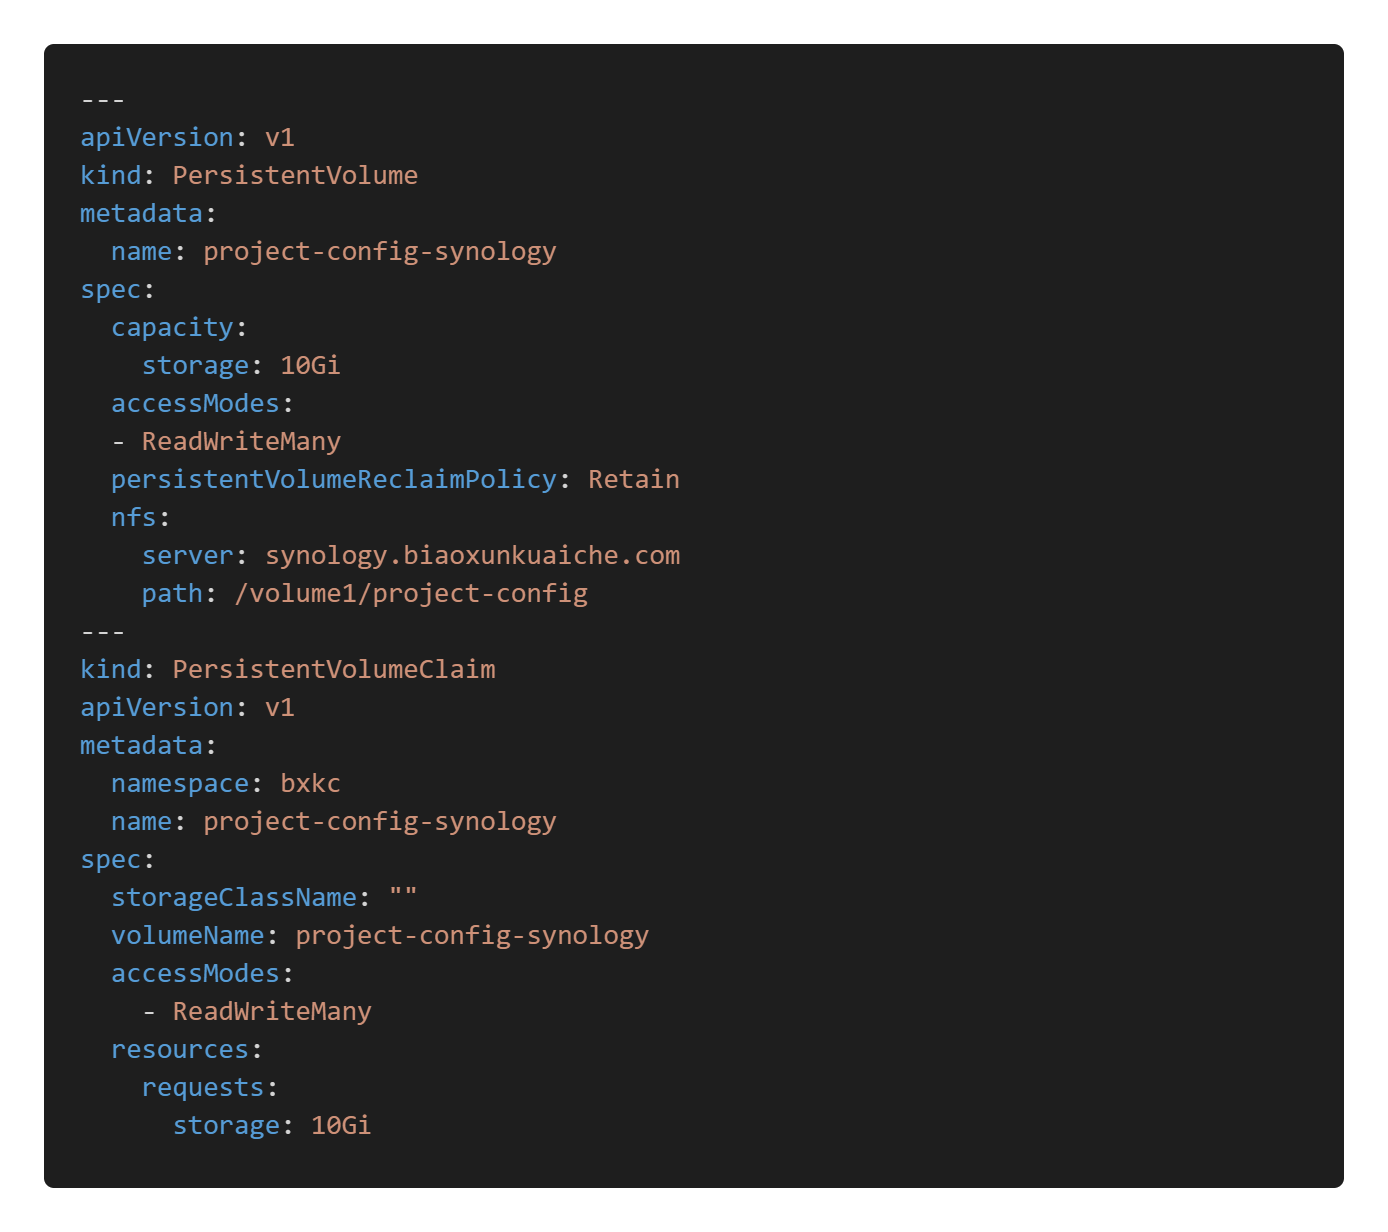 ---
apiVersion: v1
kind: PersistentVolume
metadata:
  name: project-config-synology
spec:
  capacity:
    storage: 10Gi
  accessModes:
  - ReadWriteMany
  persistentVolumeReclaimPolicy: Retain
  nfs:
    server: synology.biaoxunkuaiche.com
    path: /volume1/project-config
---
kind: PersistentVolumeClaim
apiVersion: v1
metadata:
  namespace: bxkc
  name: project-config-synology
spec:
  storageClassName: ""
  volumeName: project-config-synology
  accessModes:
    - ReadWriteMany
  resources:
    requests:
      storage: 10Gi